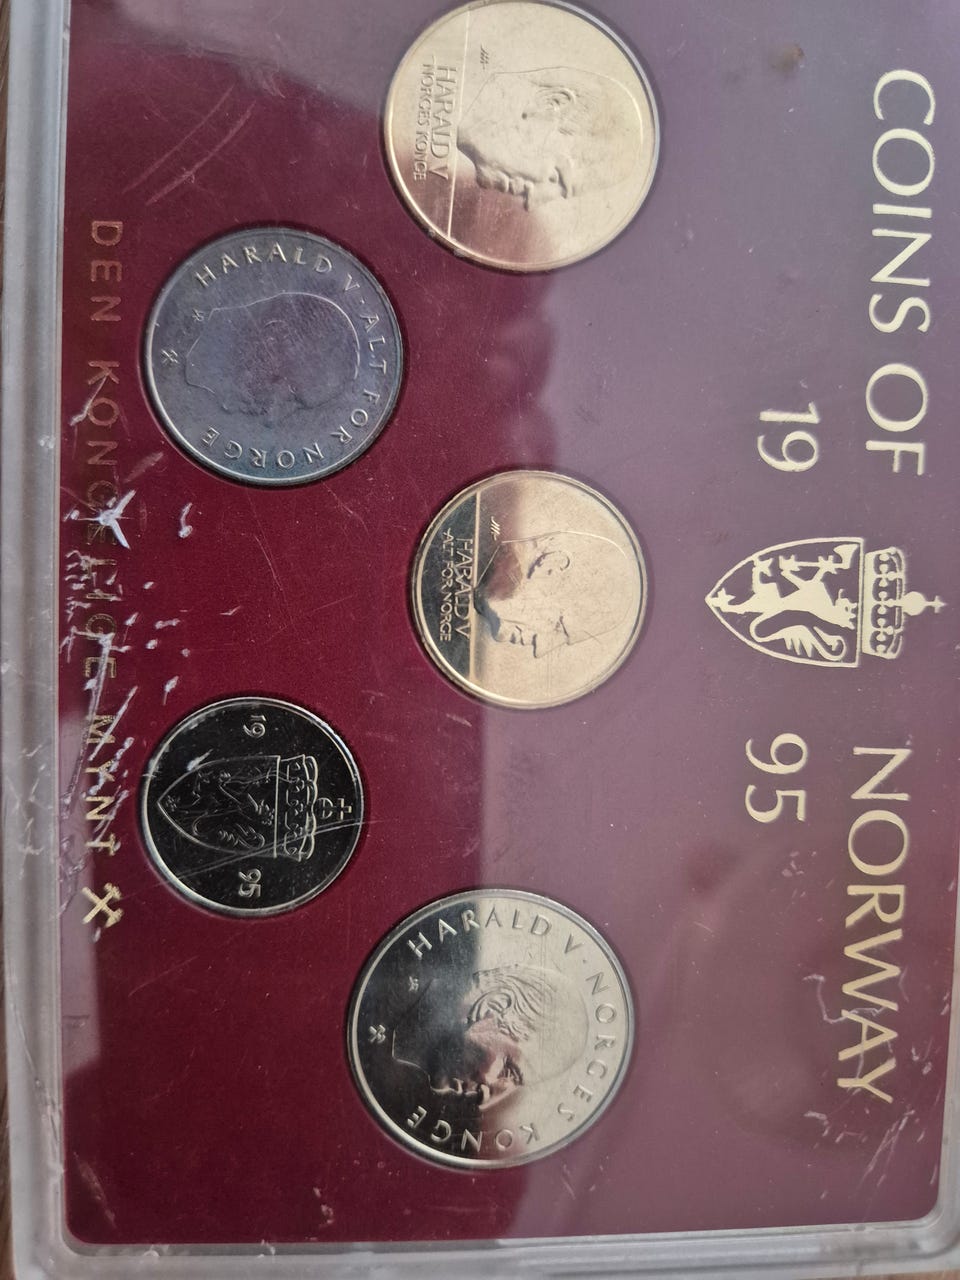 COINS OF NORWAY
19 95
HARALD V
NORGES KONGE
HARALD V · ALT FOR NORGE
HARALD V
ALT FOR NORGE
19 95
HARALD V · NORGES KONGE
DEN KONGELIGE MYNT